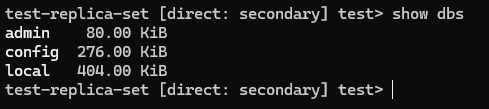 test-replica-set [direct: secondary] test> show dbs
admin    80.00 KiB
config  276.00 KiB
local   404.00 KiB
test-replica-set [direct: secondary] test>